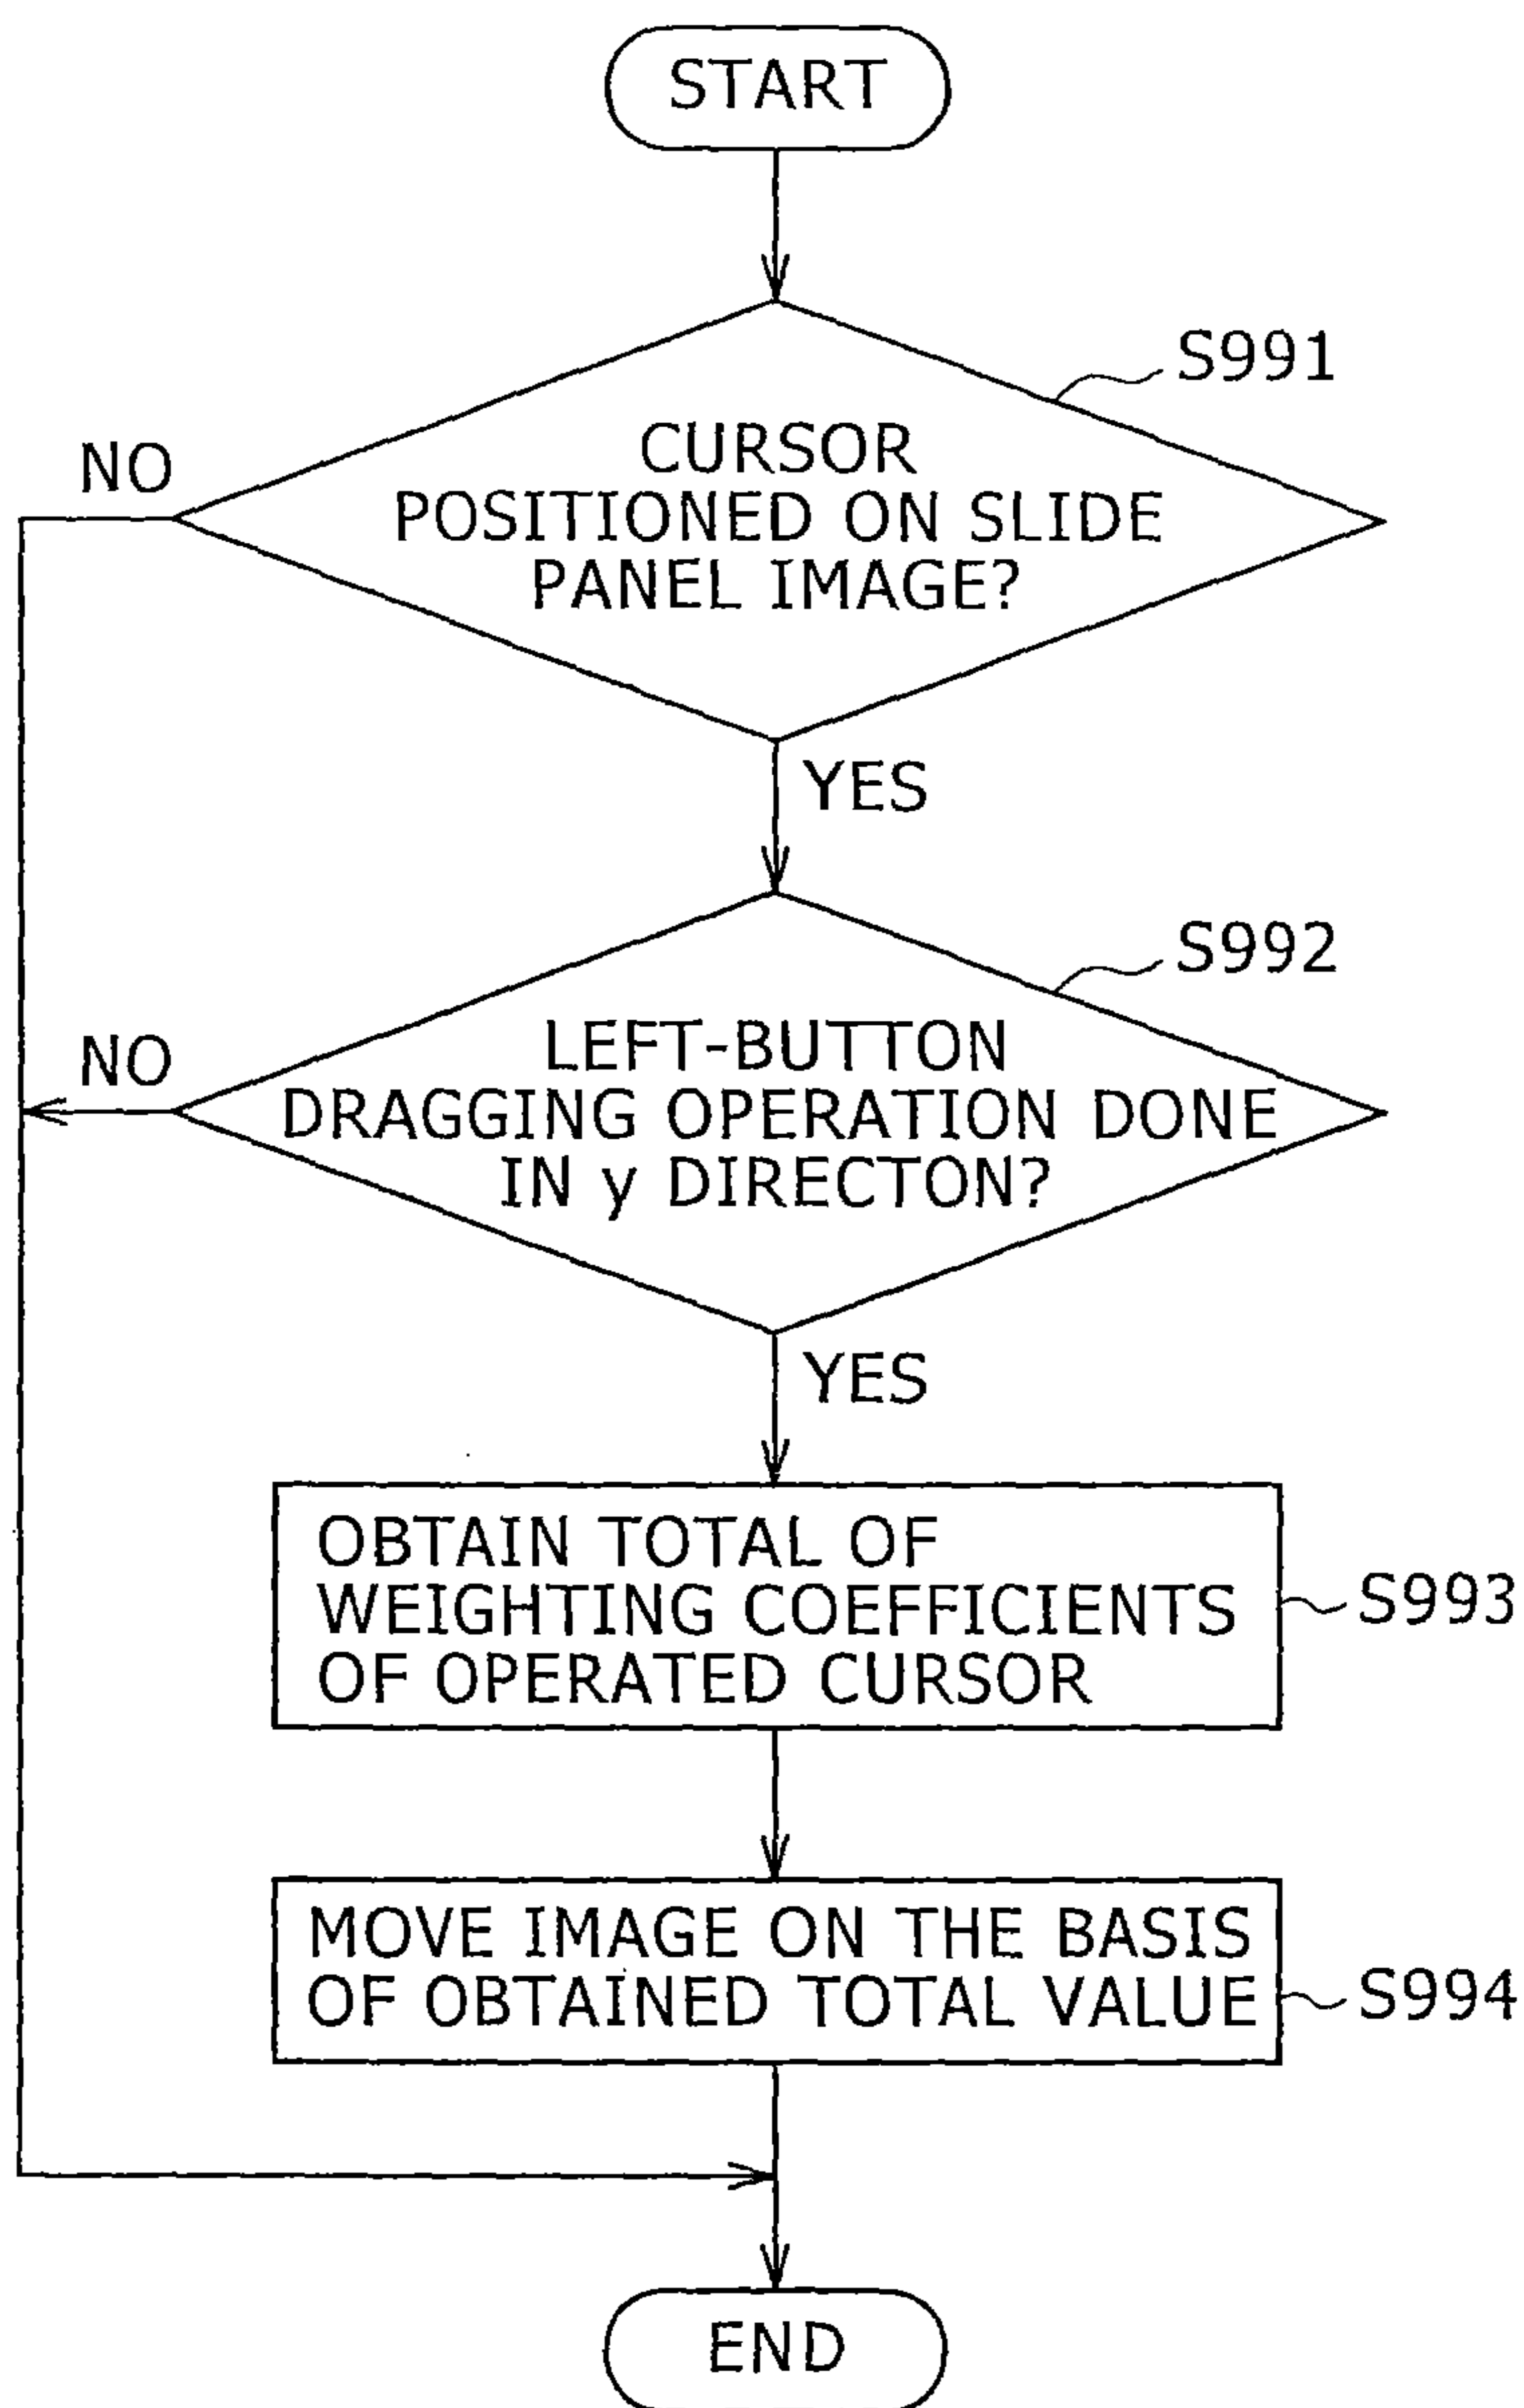 START
S991
NO
CURSOR
POSITIONED ON SLIDE
PANEL IMAGE?
YES
S992
NO
LEFT-BUTTON
DRAGGING OPERATION DONE
IN y DIRECTON?
YES
OBTAIN TOTAL OF
WEIGHTING COEFFICIENTS
OF OPERATED CURSOR
S993
MOVE IMAGE ON THE BASIS
OF OBTAINED TOTAL VALUE
S994
END